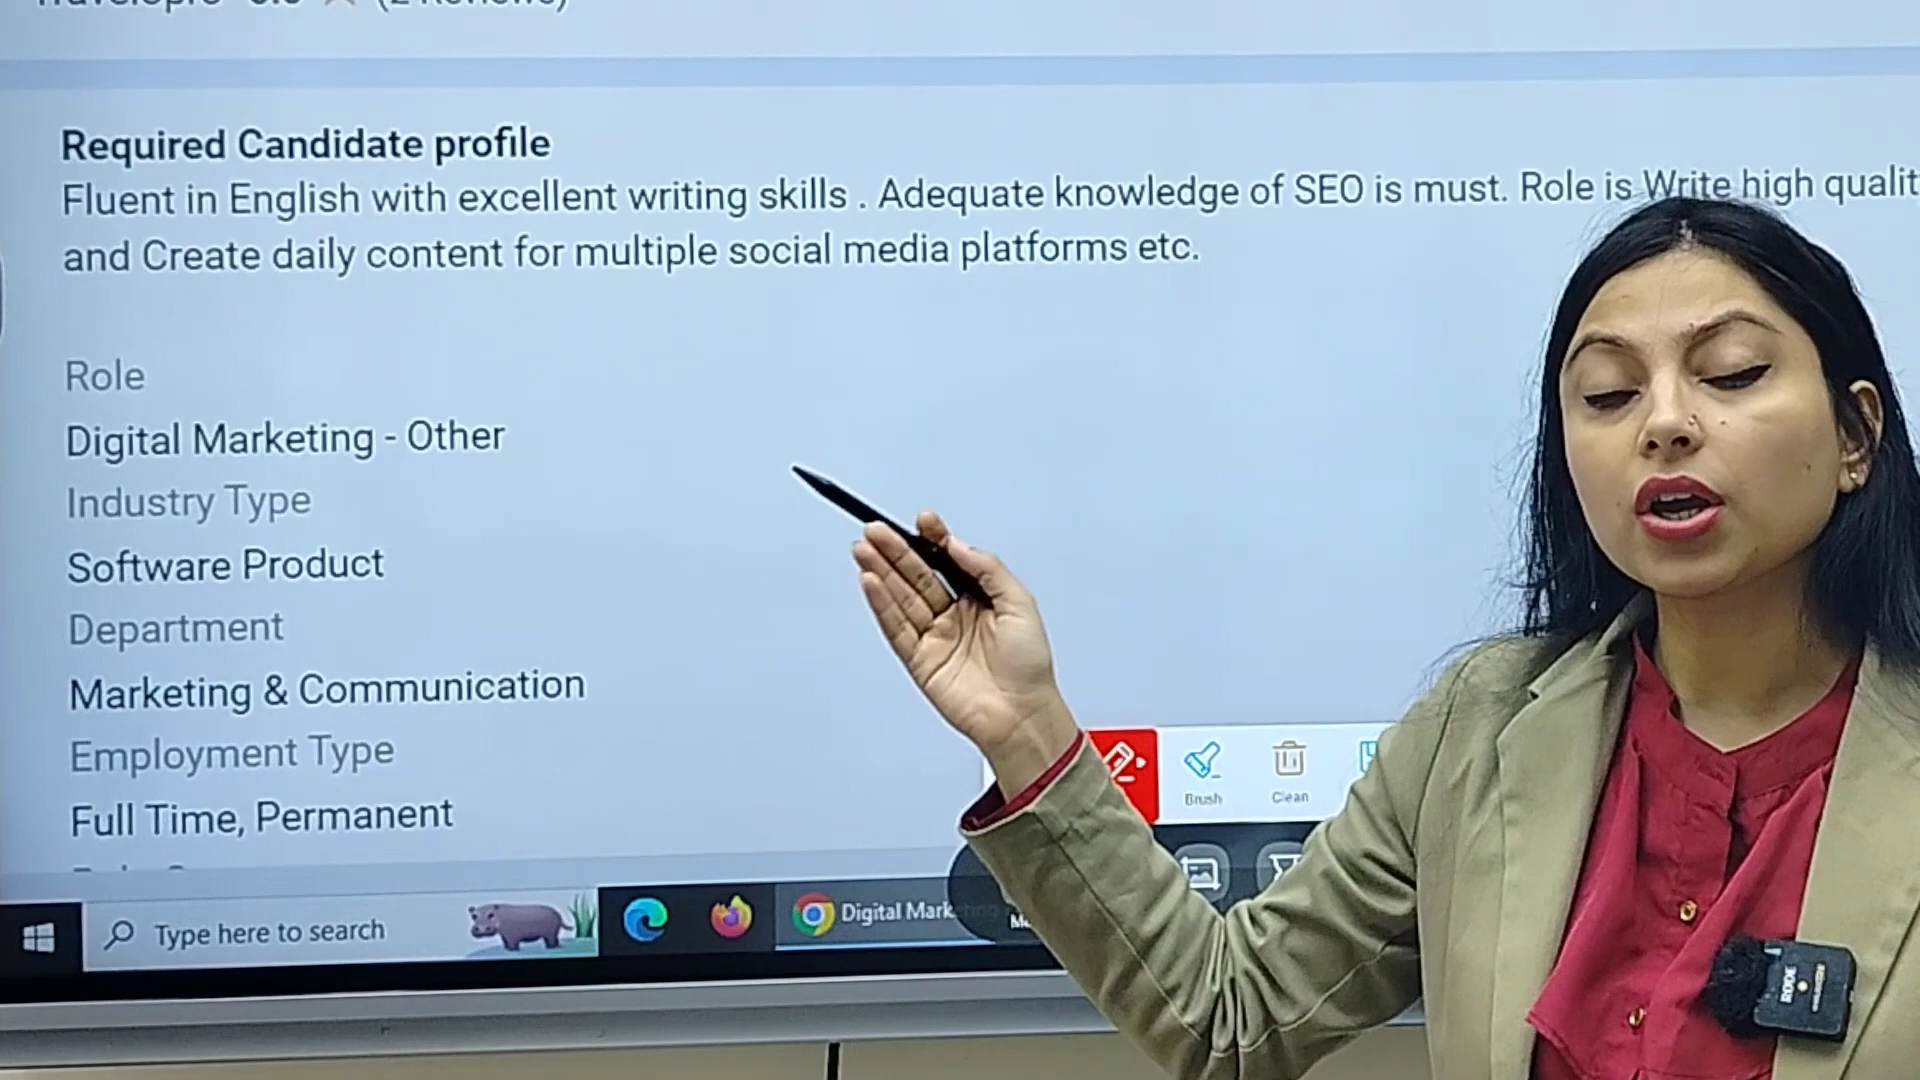 Required Candidate profile
Fluent in English with excellent writing skills . Adequate knowledge of SEO is must. Role is Write high qualit
and Create daily content for multiple social media platforms etc.
Role
Digital Marketing - Other
Industry Type
Software Product
Department
Marketing & Communication
Employment Type
Full Time, Permanent
Brush
Clean
Type here to search
Digital Mark
RODE